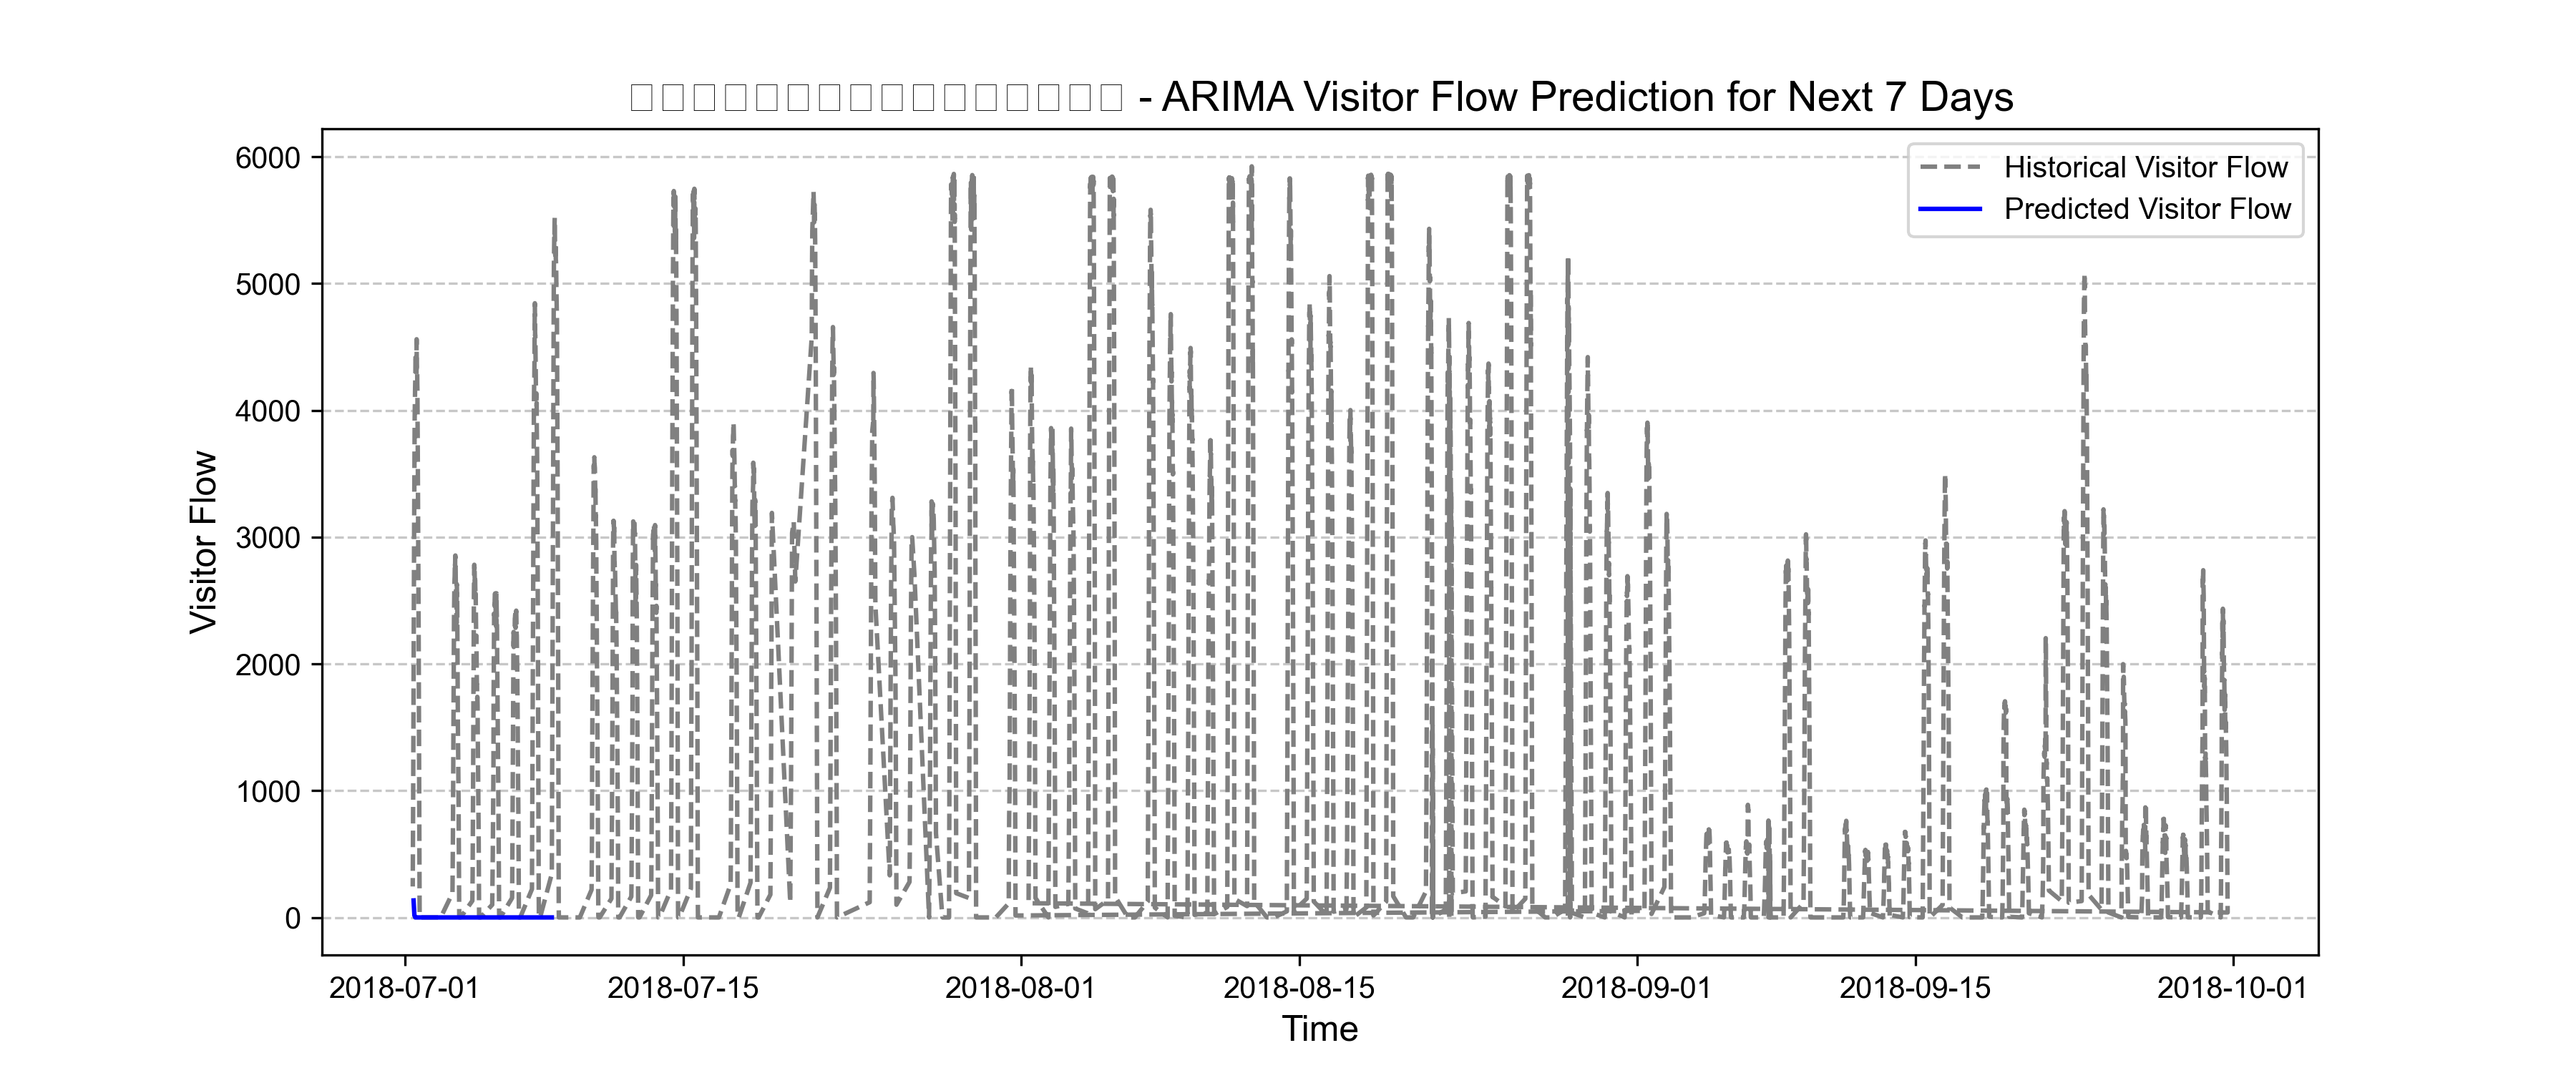 - ARIMA Visitor Flow Prediction for Next 7 Days
Historical Visitor Flow
Predicted Visitor Flow
Visitor Flow
6000
5000
4000
3000
2000
1000
0
2018-07-01
2018-07-15
2018-08-01
2018-08-15
2018-09-01
2018-09-15
2018-10-01
Time